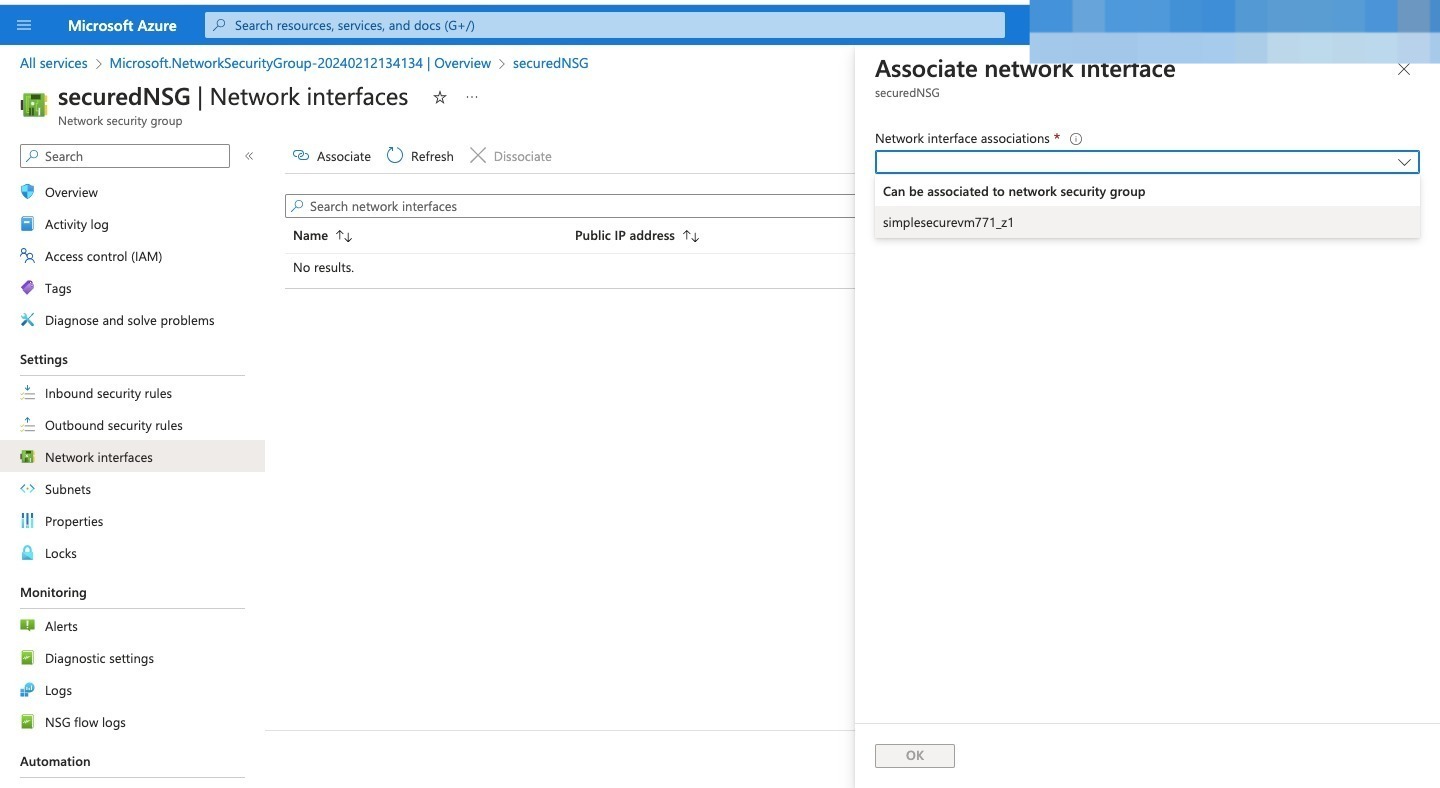 Microsoft Azure
Search resources, services, and docs (G+/)
All services > Microsoft.NetworkSecurityGroup-20240212134134 | Overview > securedNSG
securedNSG | Network interfaces
Network security group
Search
Overview
Activity log
Access control (IAM)
Tags
Diagnose and solve problems
Settings
Inbound security rules
Outbound security rules
Network interfaces
Subnets
Properties
Locks
Monitoring
Alerts
Diagnostic settings
Logs
NSG flow logs
Automation
Associate Refresh Dissociate
Search network interfaces
Name Public IP address
No results.
Associate network interface
securedNSG
Network interface associations *
Can be associated to network security group
simplesecurevm771_z1
OK